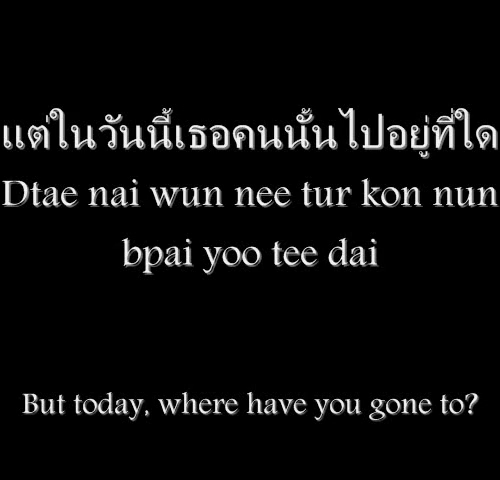 แต่ในวันนี้เธอคนนั้นไปอยู่ที่ใด
Dtae nai wun nee tur kon nun
bpai yoo tee dai
But today, where have you gone to?